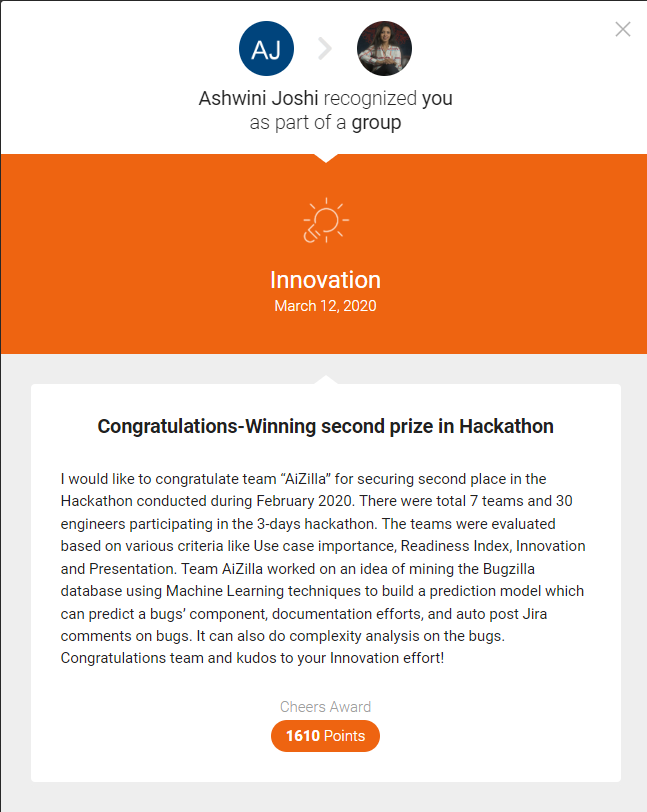 AJ
Ashwini Joshi recognized you
as part of a group
Innovation
March 12, 2020
Congratulations-Winning second prize in Hackathon
I would like to congratulate team “AiZilla” for securing second place in the
Hackathon conducted during February 2020. There were total 7 teams and 30
engineers participating in the 3-days hackathon. The teams were evaluated
based on various criteria like Use case importance, Readiness Index, Innovation
and Presentation. Team AiZilla worked on an idea of mining the Bugzilla
database using Machine Learning techniques to build a prediction model which
can predict a bugs’ component, documentation efforts, and auto post Jira
comments on bugs. It can also do complexity analysis on the bugs.
Congratulations team and kudos to your Innovation effort!
Cheers Award
1610 Points